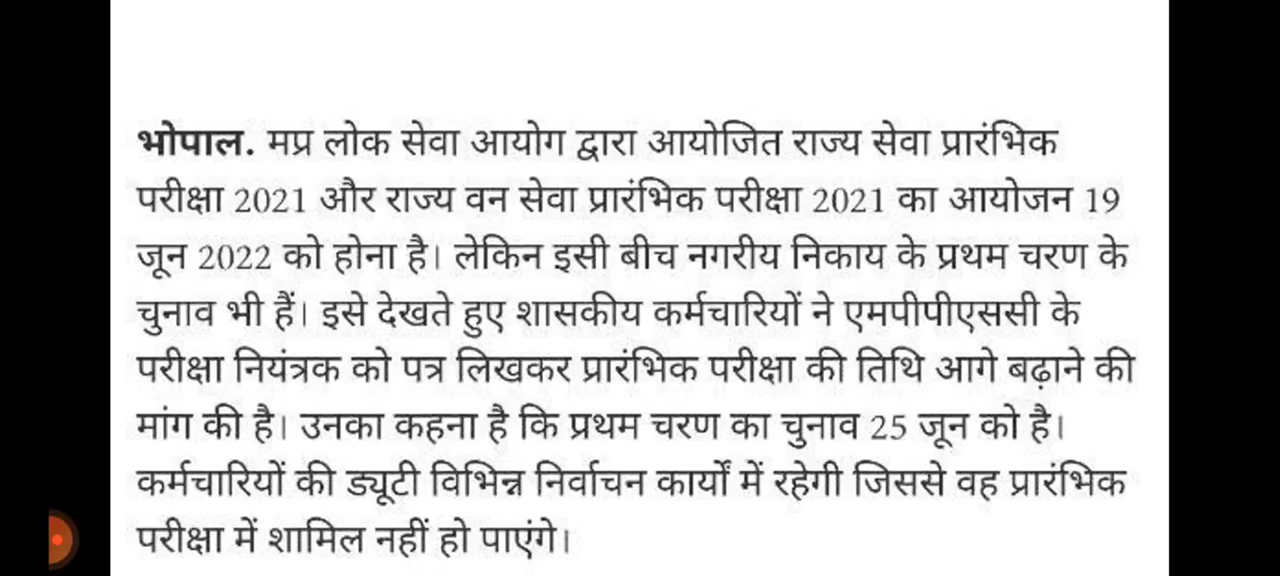 भोपाल. मप्र लोक सेवा आयोग द्वारा आयोजित राज्य सेवा प्रारंभिक
परीक्षा 2021 और राज्य वन सेवा प्रारंभिक परीक्षा 2021 का आयोजन 19
जून 2022 को होना है। लेकिन इसी बीच नगरीय निकाय के प्रथम चरण के
चुनाव भी हैं। इसे देखते हुए शासकीय कर्मचारियों ने एमपीपीएससी के
परीक्षा नियंत्रक को पत्र लिखकर प्रारंभिक परीक्षा की तिथि आगे बढ़ाने की
मांग की है। उनका कहना है कि प्रथम चरण का चुनाव 25 जून को है।
कर्मचारियों की ड्यूटी विभिन्न निर्वाचन कार्यों में रहेगी जिससे वह प्रारंभिक
परीक्षा में शामिल नहीं हो पाएंगे।